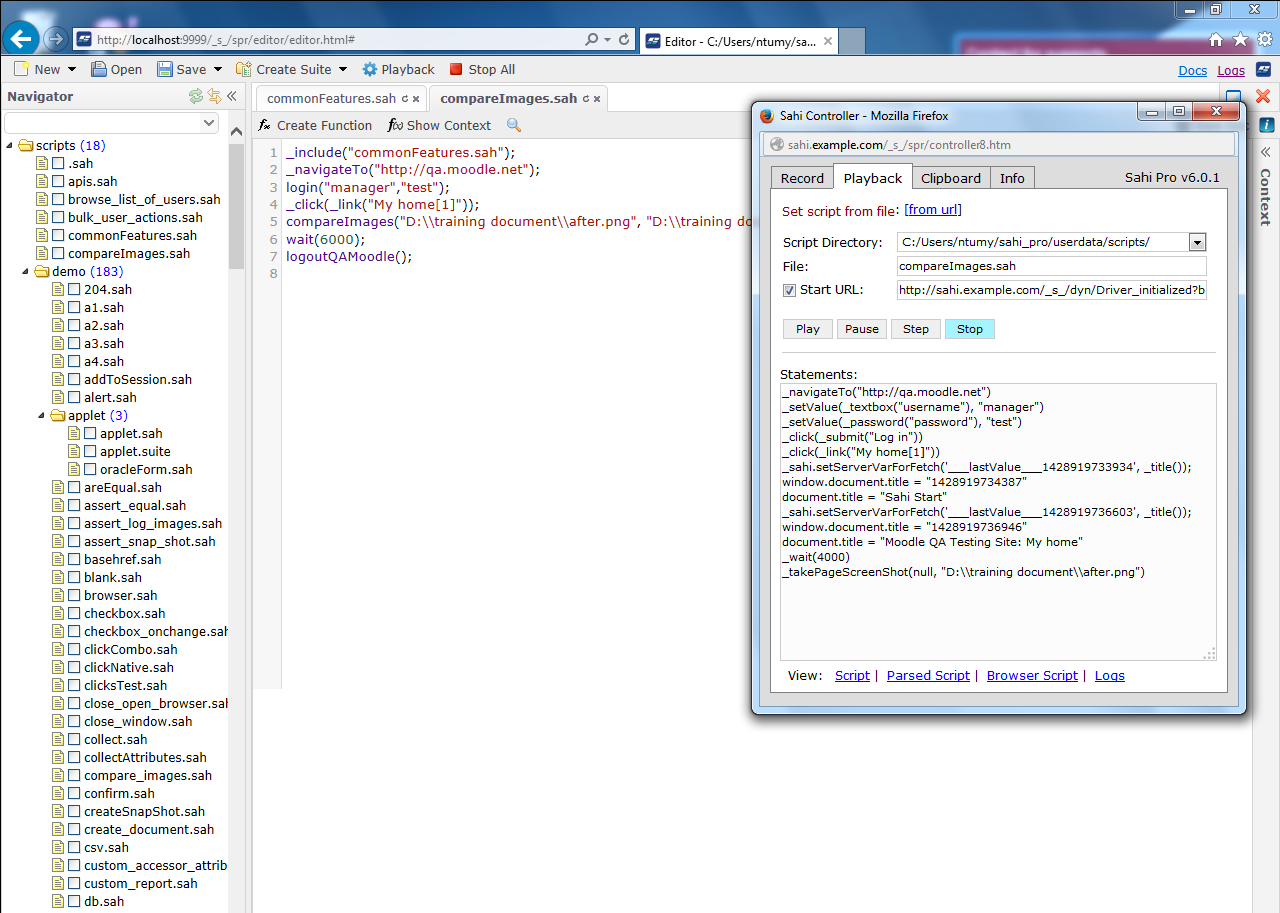 http://localhost:9999/_s_/spr/editor/editor.html#
Editor - C:/Users/ntumy/sa...
New Open Save Create Suite Playback Stop All
Docs Logs
Navigator
commonFeatures.sah
compareImages.sah
Create Function Show Context
scripts (18)
.sah
apis.sah
browse_list_of_users.sah
bulk_user_actions.sah
commonFeatures.sah
compareImages.sah
demo (183)
204.sah
a1.sah
a2.sah
a3.sah
a4.sah
addToSession.sah
alert.sah
applet (3)
applet.sah
applet.suite
oracleForm.sah
areEqual.sah
assert_equal.sah
assert_log_images.sah
assert_snap_shot.sah
basehref.sah
blank.sah
browser.sah
checkbox.sah
checkbox_onchange.sah
clickCombo.sah
clickNative.sah
clicksTest.sah
close_open_browser.sah
close_window.sah
collect.sah
collectAttributes.sah
compare_images.sah
confirm.sah
createSnapShot.sah
create_document.sah
csv.sah
custom_accessor_attrib
custom_report.sah
db.sah
1 _include("commonFeatures.sah");
2 _navigateTo("http://qa.moodle.net");
3 login("manager","test");
4 _click(_link("My home[1]"));
5 compareImages("D:\\training document\\after.png", "D:\\training do
6 wait(6000);
7 logoutQAMoodle();
8
Sahi Controller - Mozilla Firefox
sahi.example.com/_s_/spr/controller8.htm
Record Playback Clipboard Info Sahi Pro v6.0.1
Set script from file: [from url]
Script Directory: C:/Users/ntumy/sahi_pro/userdata/scripts/
File: compareImages.sah
Start URL: http://sahi.example.com/_s_/dyn/Driver_initialized?b
Play Pause Step Stop
Statements:
_navigateTo("http://qa.moodle.net")
_setValue(_textbox("username"), "manager")
_setValue(_password("password"), "test")
_click(_submit("Log in"))
_click(_link("My home[1]"))
_sahi.setServerVarForFetch('___lastValue___1428919733934', _title());
window.document.title = "1428919734387"
document.title = "Sahi Start"
_sahi.setServerVarForFetch('___lastValue___1428919736603', _title());
window.document.title = "1428919736946"
document.title = "Moodle QA Testing Site: My home"
_wait(4000)
_takePageScreenShot(null, "D:\\training document\\after.png")
View: Script | Parsed Script | Browser Script | Logs
Context